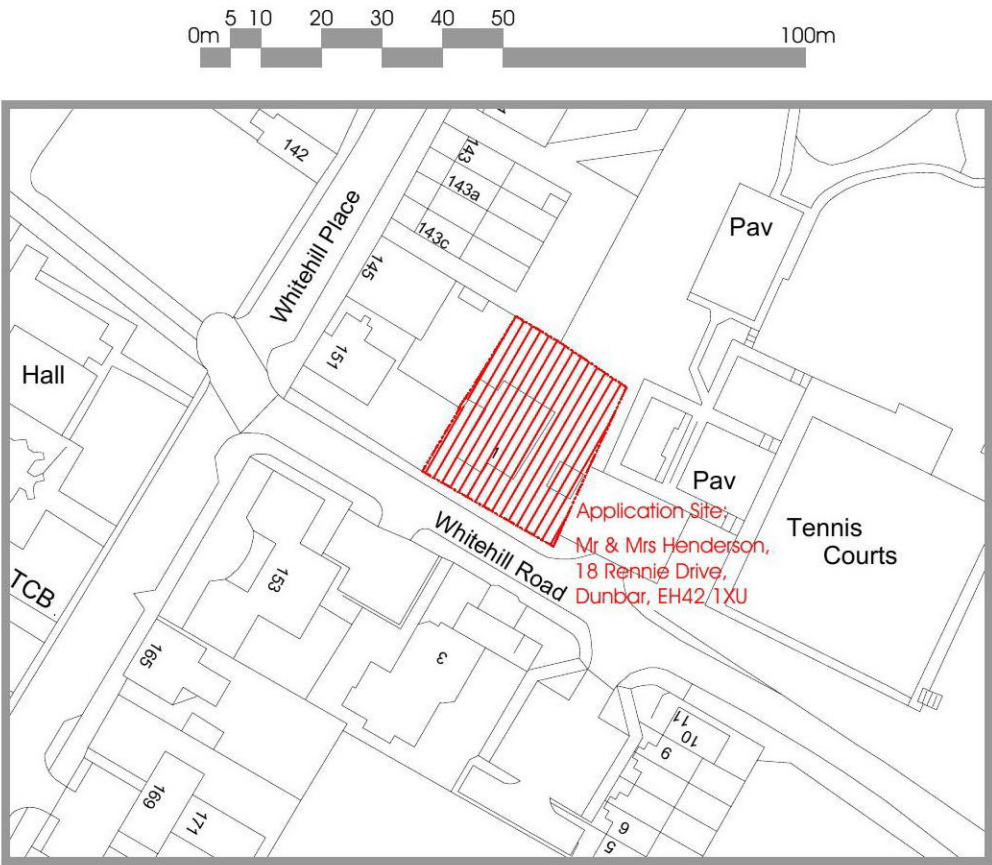 0m 5 10 20 30 40 50 100m
142
Whitehill Place
143
143a
143c
145
151
Pav
Hall
1
Pav
Application Site:
Mr & Mrs Henderson,
18 Rennie Drive,
Dunbar, EH42 1XU
Tennis
Courts
Whitehill Road
153
TCB
165
3
169
171
11
10
9
6
5